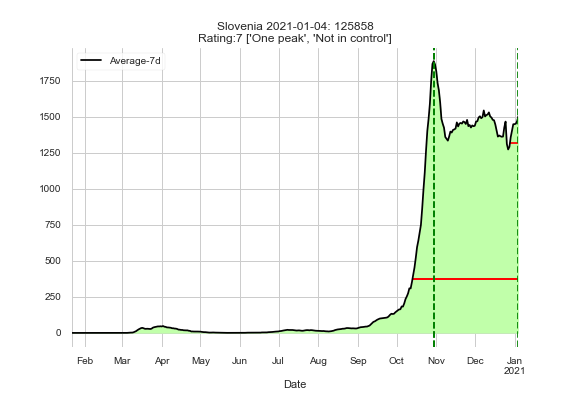 Slovenia 2021-01-04: 125858
Rating:7 ['One peak', 'Not in control']
Average-7d
1750
1500
1250
1000
750
500
250
0
Feb Mar Apr May Jun Jul Aug Sep Oct Nov Dec Jan
2021
Date